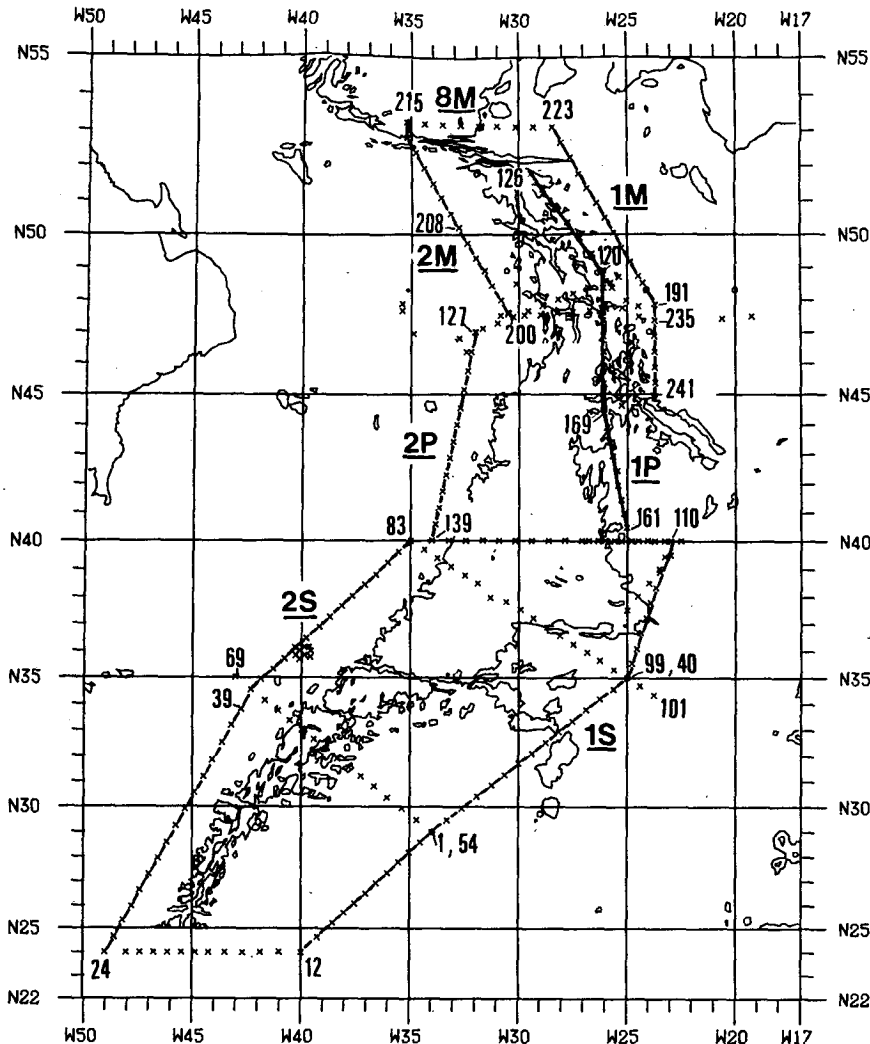 W50 W45 W40 W35 W30 W25 W20 W17
N55 N55
8M
215 223
126 1M
208
N50 N50
2M 120
191
127 200 235
N45 241 N45
169
2P 1P
83 139 161 110
N40 N40
2S
69
N35 99, 40 N35
39 101
1S
N30 N30
1, 54
N25 N25
24 12
N22 N22
W50 W45 W40 W35 W30 W25 W20 W17